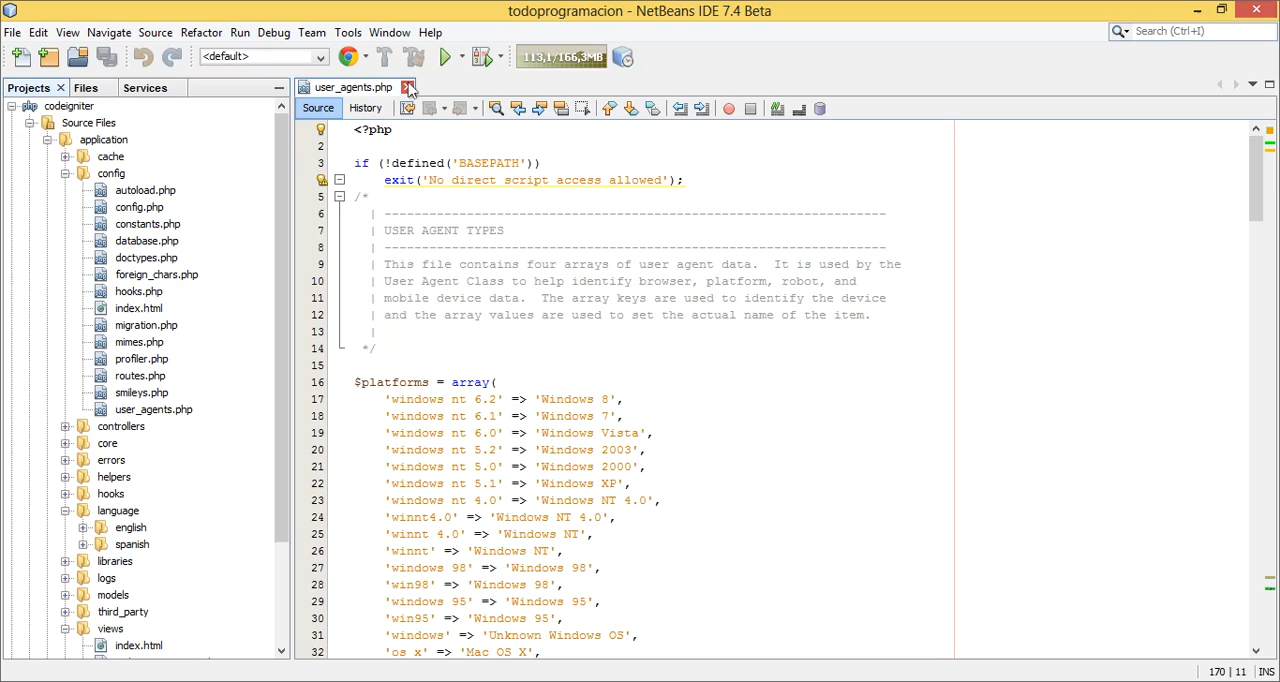 todoprogramacion - NetBeans IDE 7.4 Beta
File Edit View Navigate Source Refactor Run Debug Team Tools Window Help
Search (Ctrl+I)
<default>
113,1/166,3MB
Projects Files Services
user_agents.php
Source History
codeigniter
Source Files
application
cache
config
autoload.php
config.php
constants.php
database.php
doctypes.php
foreign_chars.php
hooks.php
index.html
migration.php
mimes.php
profiler.php
routes.php
smileys.php
user_agents.php
controllers
core
errors
helpers
hooks
language
english
spanish
libraries
logs
models
third_party
views
index.html
<?php
2
3 if (!defined('BASEPATH'))
exit('No direct script access allowed');
5 /*
6 | -------------------------------------------------------------------
7 | USER AGENT TYPES
8 | -------------------------------------------------------------------
9 | This file contains four arrays of user agent data.  It is used by the
10 | User Agent Class to help identify browser, platform, robot, and
11 | mobile device data.  The array keys are used to identify the device
12 | and the array values are used to set the actual name of the item.
13 |
14 */
15
16 $platforms = array(
17 'windows nt 6.2' => 'Windows 8',
18 'windows nt 6.1' => 'Windows 7',
19 'windows nt 6.0' => 'Windows Vista',
20 'windows nt 5.2' => 'Windows 2003',
21 'windows nt 5.0' => 'Windows 2000',
22 'windows nt 5.1' => 'Windows XP',
23 'windows nt 4.0' => 'Windows NT 4.0',
24 'winnt4.0' => 'Windows NT 4.0',
25 'winnt 4.0' => 'Windows NT',
26 'winnt' => 'Windows NT',
27 'windows 98' => 'Windows 98',
28 'win98' => 'Windows 98',
29 'windows 95' => 'Windows 95',
30 'win95' => 'Windows 95',
31 'windows' => 'Unknown Windows OS',
32 'os x' => 'Mac OS X',
170 | 11 INS